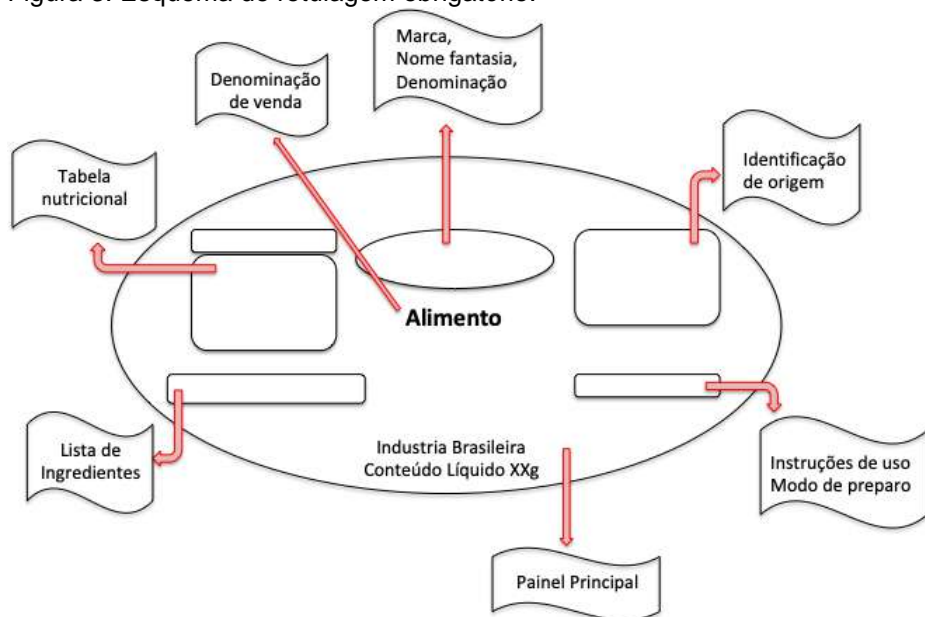 Figura Esquema de rotulagem obrigatório.
Marca,
Nome fantasia,
Denominação
Denominação
de venda
Identificação
de origem
Tabela
nutricional
Alimento
Lista de
Ingredientes
Industria Brasileira
Conteúdo Líquido XXg
Instruções de uso
Modo de preparo
Painel Principal